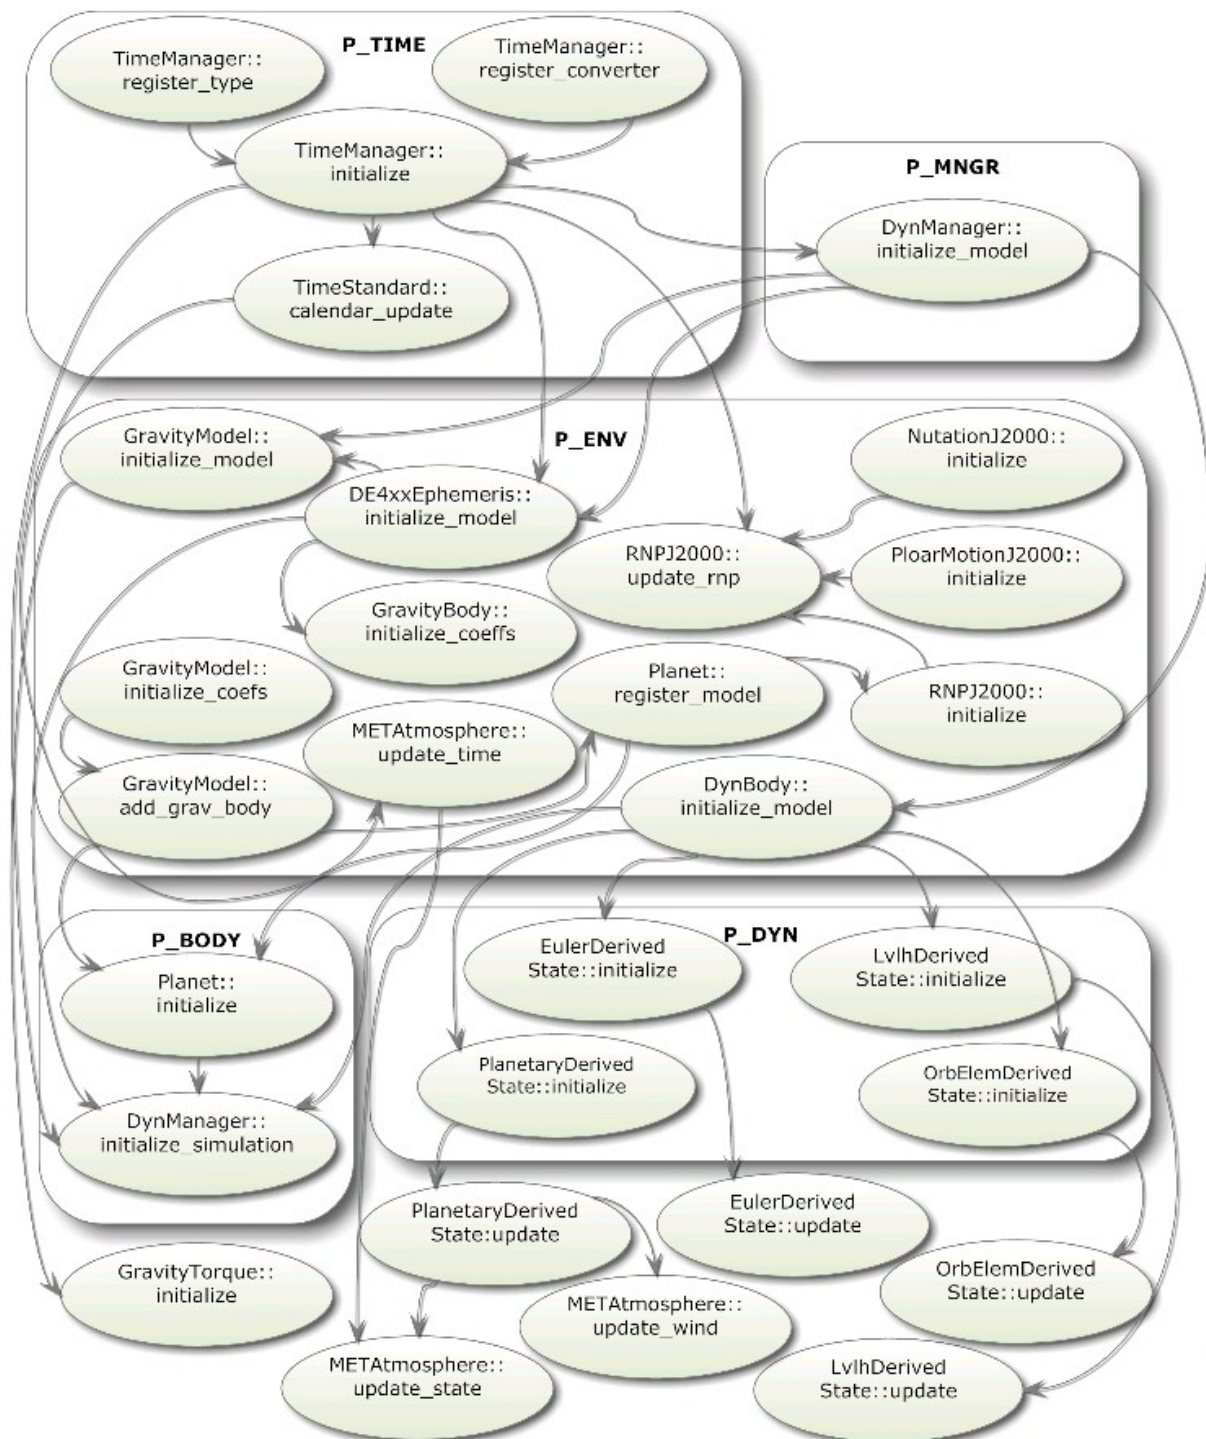 P_TIME
TimeManager::
register_type
TimeManager::
register_converter
TimeManager::
initialize
TimeStandard::
calendar_update
P_MNGR
DynManager::
initialize_model
P_ENV
GravityModel::
initialize_model
NutationJ2000::
initialize
DE4xxEphemeris::
initialize_model
RNPJ2000::
update_rnp
PloarMotionJ2000::
initialize
GravityBody::
initialize_coeffs
GravityModel::
initialize_coefs
Planet::
register_model
RNPJ2000::
initialize
METAtmosphere::
update_time
GravityModel::
add_grav_body
DynBody::
initialize_model
P_BODY
Planet::
initialize
DynManager::
initialize_simulation
P_DYN
EulerDerived
State::initialize
LvlhDerived
State::initialize
PlanetaryDerived
State::initialize
OrbElemDerived
State::initialize
PlanetaryDerived
State:update
EulerDerived
State::update
GravityTorque::
initialize
OrbElemDerived
State::update
METAtmosphere::
update_wind
METAtmosphere::
update_state
LvlhDerived
State::update